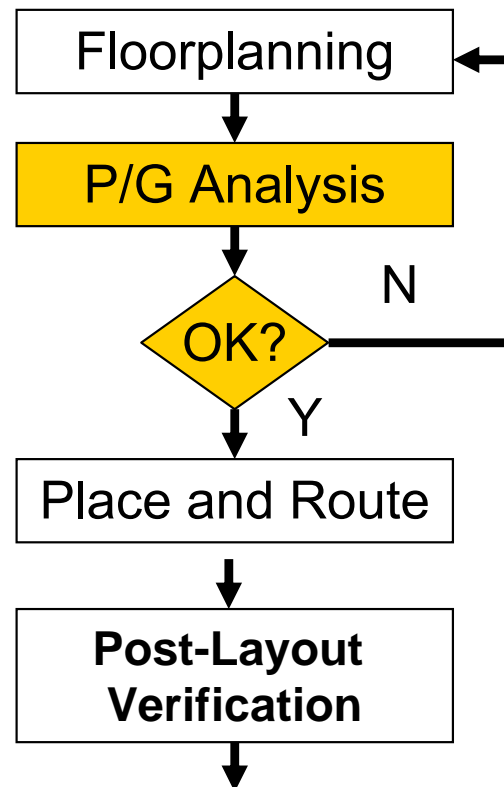 Floorplanning
P/G Analysis
N
OK?
Y
Place and Route
Post-Layout
Verification